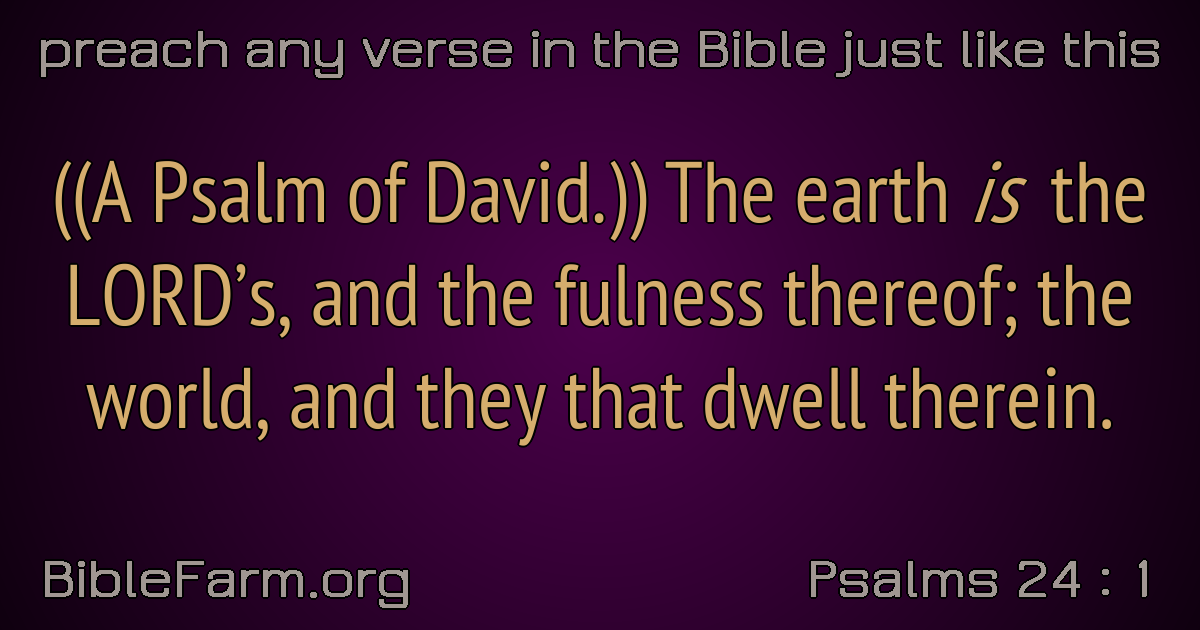 preach any verse in the Bible just like this
((A Psalm of David.)) The earth is the
LORD’s, and the fulness thereof; the
world, and they that dwell therein.
BibleFarm.org
Psalms 24 : 1